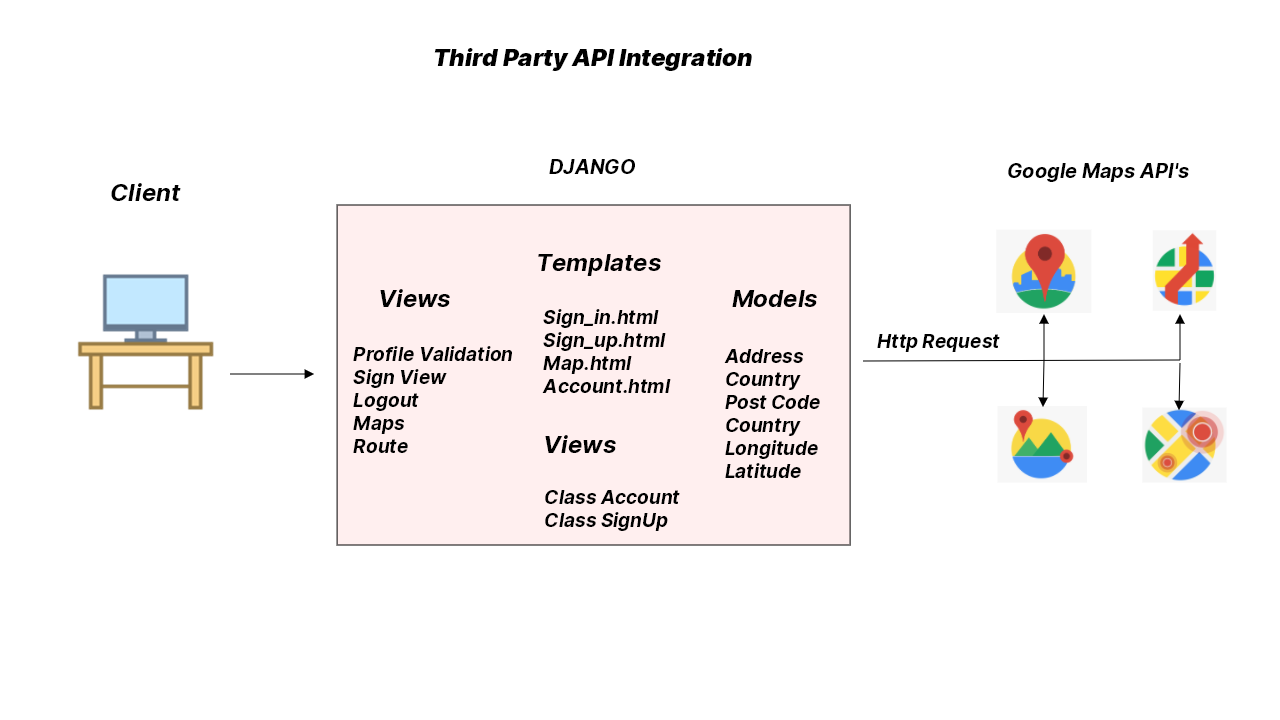 Third Party API Integration
Client
DJANGO
Views
Profile Validation
Sign View
Logout
Maps
Route
Templates
Sign_in.html
Sign_up.html
Map.html
Account.html
Views
Class Account
Class SignUp
Models
Address
Country
Post Code
Country
Longitude
Latitude
Http Request
Google Maps API's